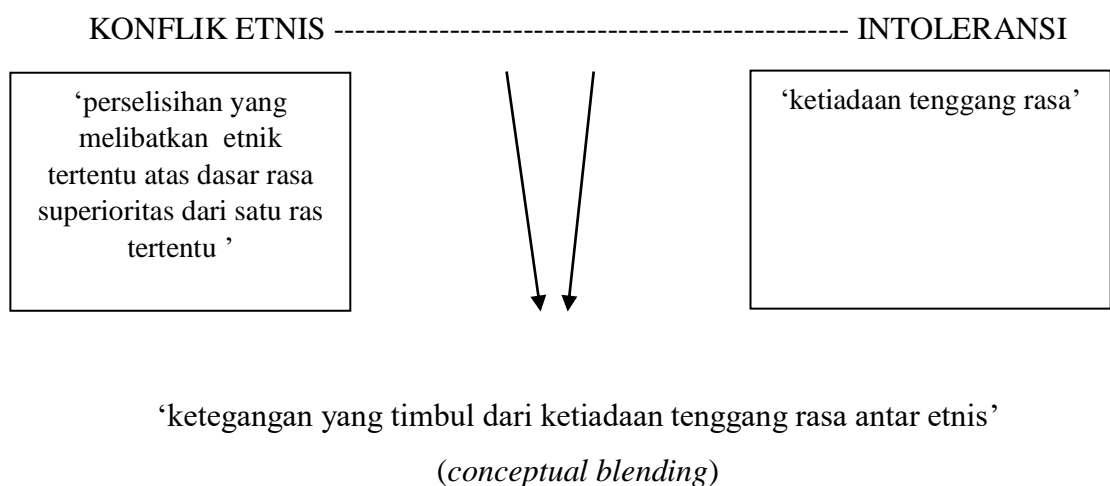 KONFLIK ETNIS ------------------------------------------------- INTOLERANSI
‘perselisihan yang
melibatkan etnik
tertentu atas dasar rasa
superioritas dari satu ras
tertentu ’
‘ketiadaan tenggang rasa’
‘ketegangan yang timbul dari ketiadaan tenggang rasa antar etnis’
(conceptual blending)